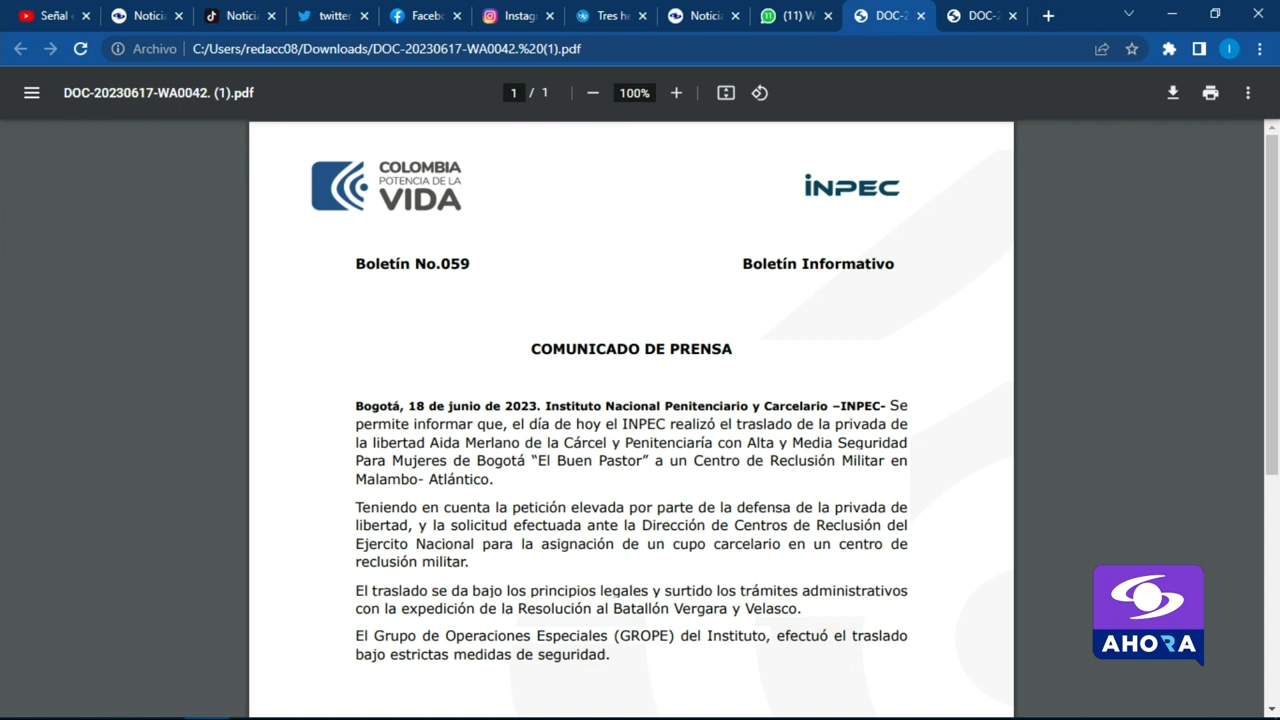 Señal
Notici
Notici
twitter
Faceb
Instag
Tres he
Notici
(11) W
DOC-2
DOC-2
Archivo
C:/Users/redacc08/Downloads/DOC-20230617-WA0042.%20(1).pdf
DOC-20230617-WA0042. (1).pdf
1 / 1
100%
COLOMBIA
POTENCIA DE LA
VIDA
INPEC
Boletín No.059
Boletín Informativo
COMUNICADO DE PRENSA
Bogotá, 18 de junio de 2023. Instituto Nacional Penitenciario y Carcelario –INPEC- Se
permite informar que, el día de hoy el INPEC realizó el traslado de la privada de
la libertad Aida Merlano de la Cárcel y Penitenciaría con Alta y Media Seguridad
Para Mujeres de Bogotá “El Buen Pastor” a un Centro de Reclusión Militar en
Malambo- Atlántico.
Teniendo en cuenta la petición elevada por parte de la defensa de la privada de
libertad, y la solicitud efectuada ante la Dirección de Centros de Reclusión del
Ejercito Nacional para la asignación de un cupo carcelario en un centro de
reclusión militar.
El traslado se da bajo los principios legales y surtido los trámites administrativos
con la expedición de la Resolución al Batallón Vergara y Velasco.
El Grupo de Operaciones Especiales (GROPE) del Instituto, efectuó el traslado
bajo estrictas medidas de seguridad.
AHORA